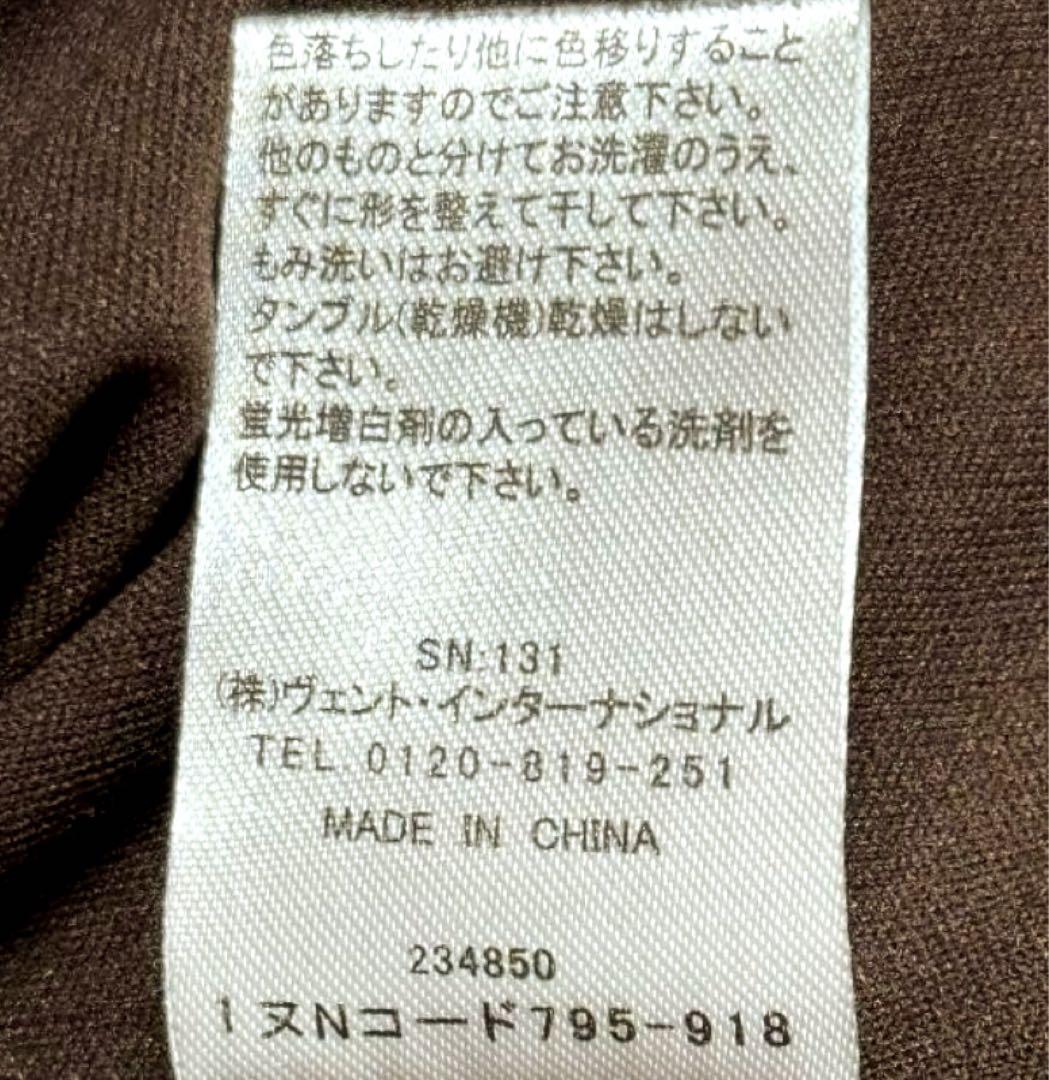 色落ちしたり他に色移りすること
がありますのでご注意下さい。
他のものと分けてお洗濯のうえ、
すぐに形を整えて干して下さい。
もみ洗いはお避け下さい。
タンブル(乾燥機)乾燥はしない
で下さい。
蛍光増白剤の入っている洗剤を
使用しないで下さい。
SN:131
(株)ヴェント・インターナショナル
TEL 0120-819-251
MADE IN CHINA
234850
1 ヌNコード795-918